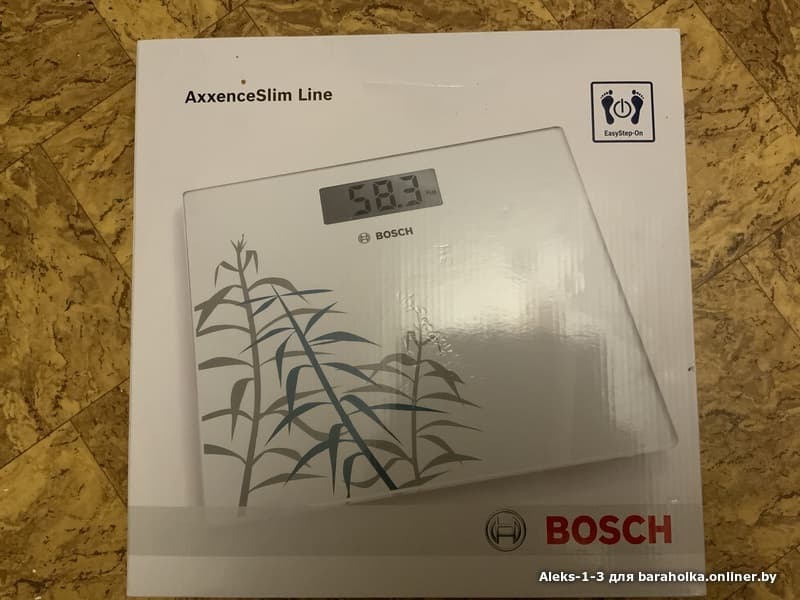 AxxenceSlim Line
EasyStep-On
58.3
BOSCH
BOSCH
Aleks-1-3 для baraholka.onliner.by